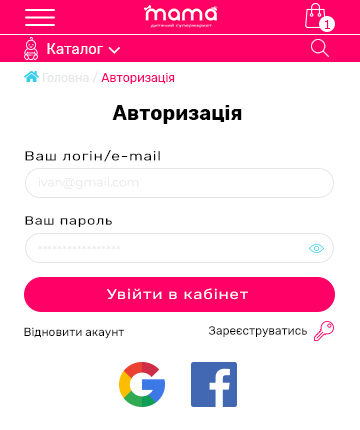 mama
дитячий супермаркет
1
Каталог
Головна / Авторизація
Авторизація
Ваш логін/e-mail
ivan@gmail.com
Ваш пароль
*****************
Увійти в кабінет
Відновити акаунт
Зареєструватись